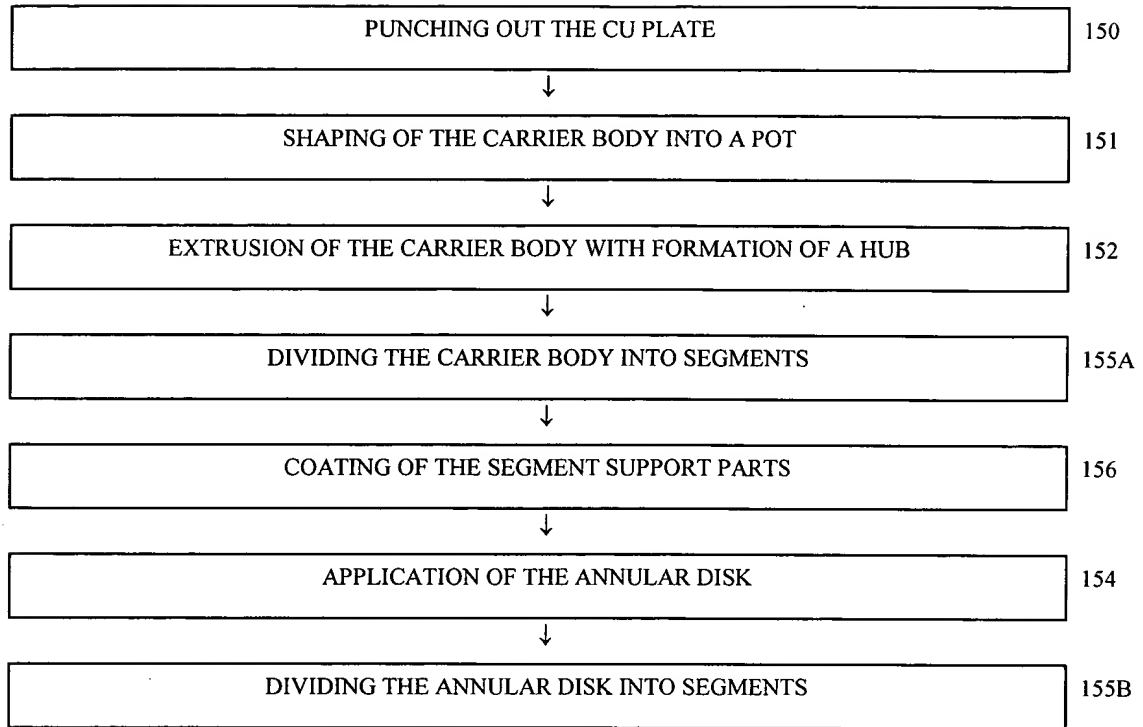 PUNCHING OUT THE CU PLATE 150
↓
SHAPING OF THE CARRIER BODY INTO A POT 151
↓
EXTRUSION OF THE CARRIER BODY WITH FORMATION OF A HUB 152
↓
DIVIDING THE CARRIER BODY INTO SEGMENTS 155A
↓
COATING OF THE SEGMENT SUPPORT PARTS 156
↓
APPLICATION OF THE ANNULAR DISK 154
↓
DIVIDING THE ANNULAR DISK INTO SEGMENTS 155B